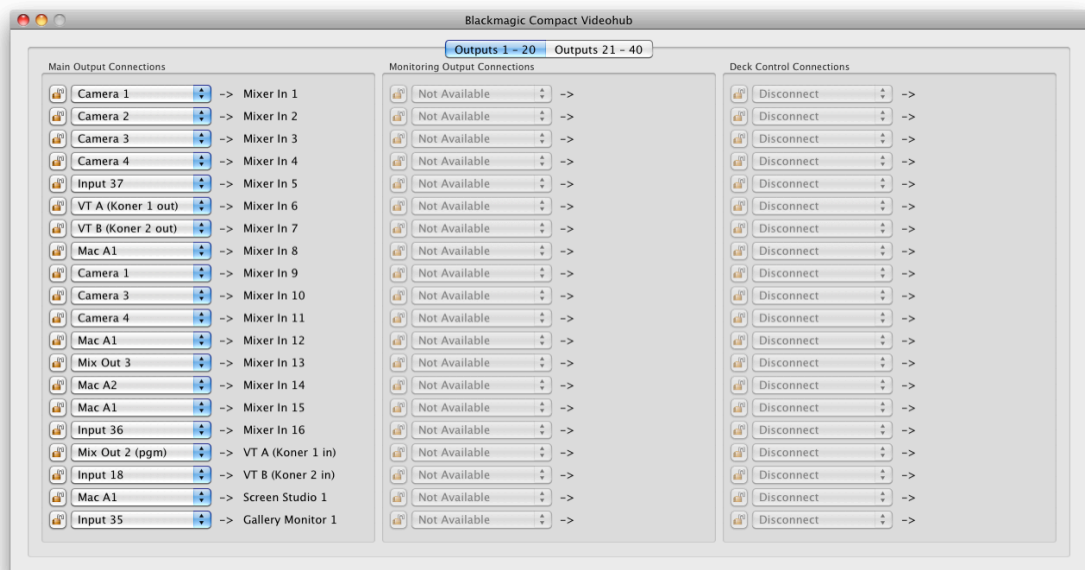 Blackmagic Compact Videohub
Outputs 1 - 20 Outputs 21 - 40
Main Output Connections Monitoring Output Connections Deck Control Connections
Camera 1 -> Mixer In 1 Not Available -> Disconnect ->
Camera 2 -> Mixer In 2 Not Available -> Disconnect ->
Camera 3 -> Mixer In 3 Not Available -> Disconnect ->
Camera 4 -> Mixer In 4 Not Available -> Disconnect ->
Input 37 -> Mixer In 5 Not Available -> Disconnect ->
VT A (Koner 1 out) -> Mixer In 6 Not Available -> Disconnect ->
VT B (Koner 2 out) -> Mixer In 7 Not Available -> Disconnect ->
Mac A1 -> Mixer In 8 Not Available -> Disconnect ->
Camera 1 -> Mixer In 9 Not Available -> Disconnect ->
Camera 3 -> Mixer In 10 Not Available -> Disconnect ->
Camera 4 -> Mixer In 11 Not Available -> Disconnect ->
Mac A1 -> Mixer In 12 Not Available -> Disconnect ->
Mix Out 3 -> Mixer In 13 Not Available -> Disconnect ->
Mac A2 -> Mixer In 14 Not Available -> Disconnect ->
Mac A1 -> Mixer In 15 Not Available -> Disconnect ->
Input 36 -> Mixer In 16 Not Available -> Disconnect ->
Mix Out 2 (pgm) -> VT A (Koner 1 in) Not Available -> Disconnect ->
Input 18 -> VT B (Koner 2 in) Not Available -> Disconnect ->
Mac A1 -> Screen Studio 1 Not Available -> Disconnect ->
Input 35 -> Gallery Monitor 1 Not Available -> Disconnect ->